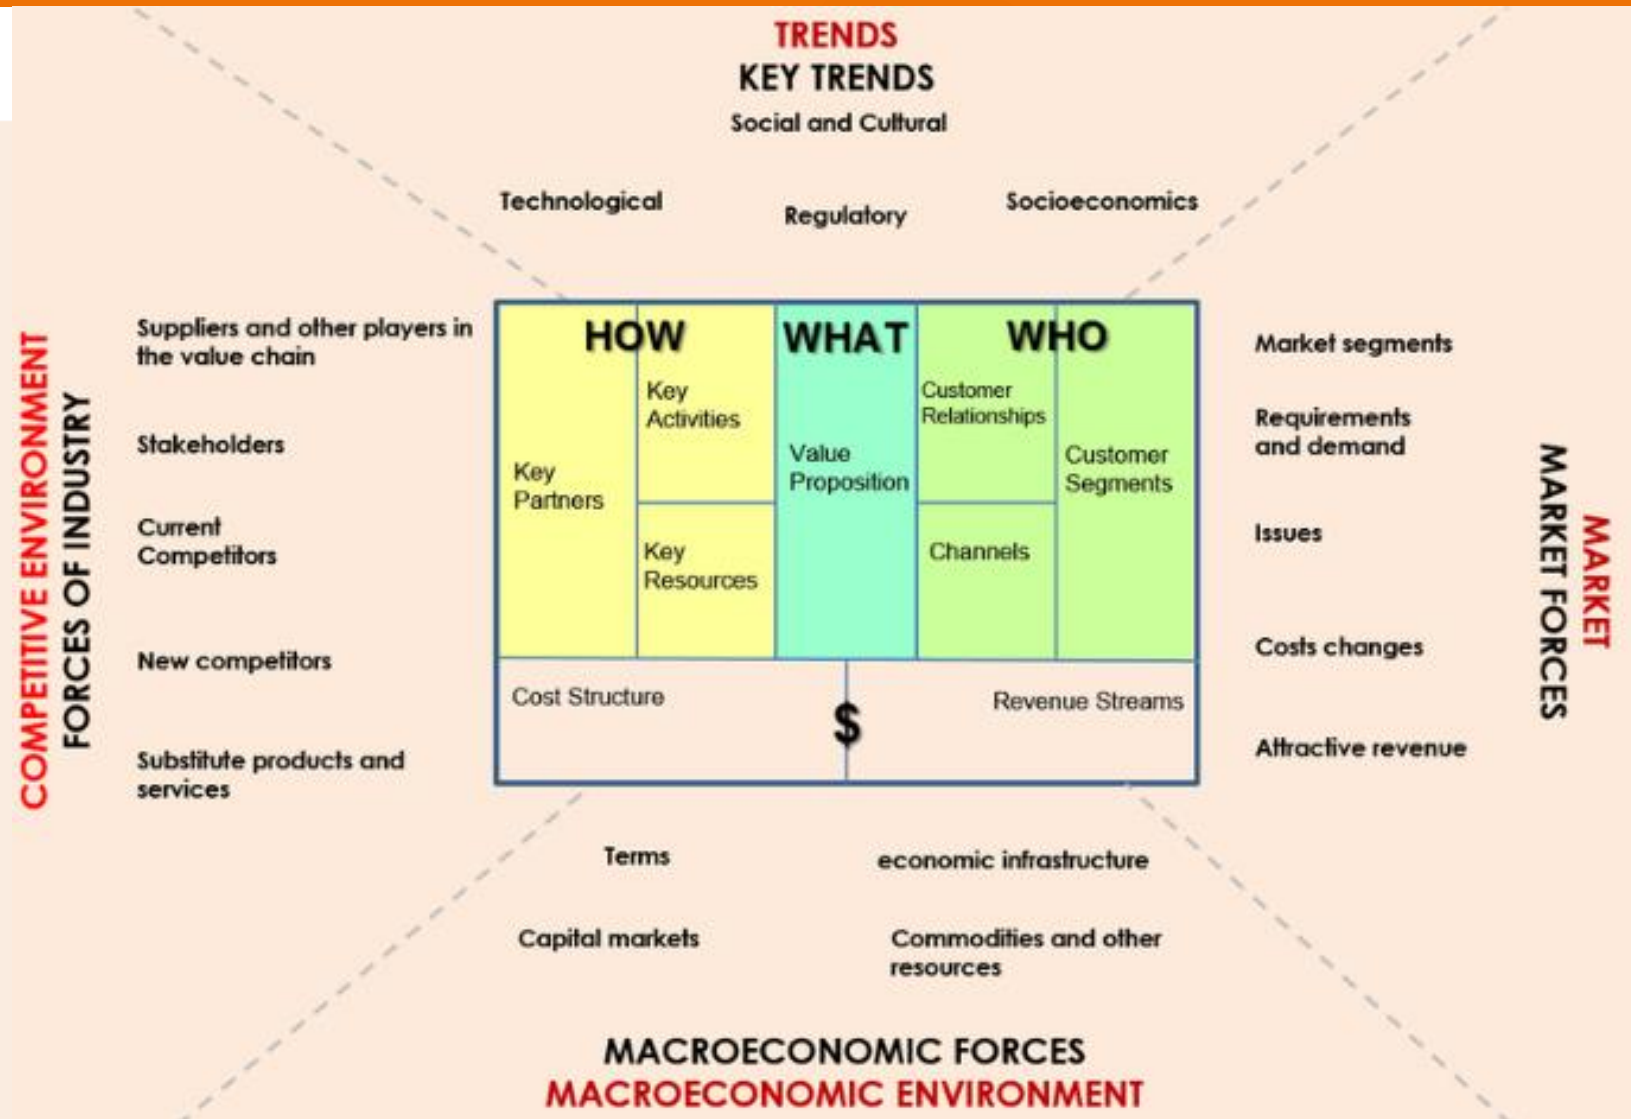 TRENDS
KEY TRENDS
Social and Cultural
Technological
Regulatory
Socioeconomics
COMPETITIVE ENVIRONMENT
FORCES OF INDUSTRY
Suppliers and other players in
the value chain
Stakeholders
Current
Competitors
New competitors
Substitute products and
services
HOW
WHAT
WHO
Key
Partners
Key
Activities
Key
Resources
Value
Proposition
Customer
Relationships
Channels
Customer
Segments
Cost Structure
$
Revenue Streams
Market segments
Requirements
and demand
Issues
Costs changes
Attractive revenue
MARKET
MARKET FORCES
Terms
economic infrastructure
Capital markets
Commodities and other
resources
MACROECONOMIC FORCES
MACROECONOMIC ENVIRONMENT